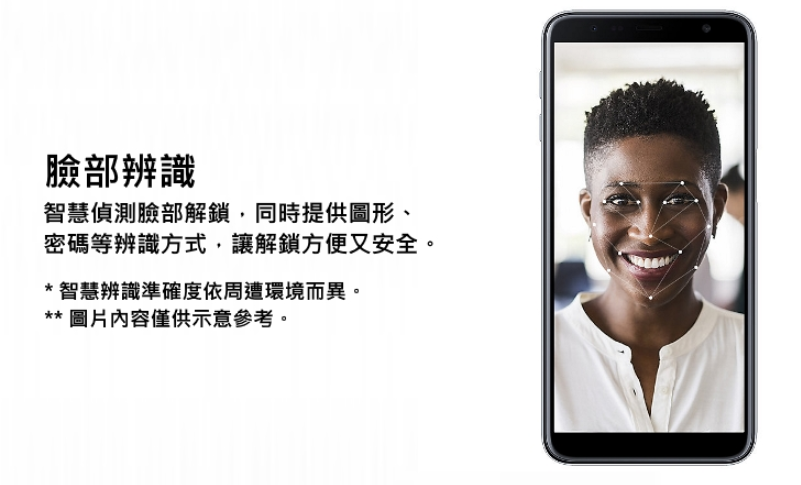 臉部辨識
智慧偵測臉部解鎖，同時提供圖形、
密碼等辨識方式，讓解鎖方便又安全。
* 智慧辨識準確度依周遭環境而異。
** 圖片內容僅供示意參考。